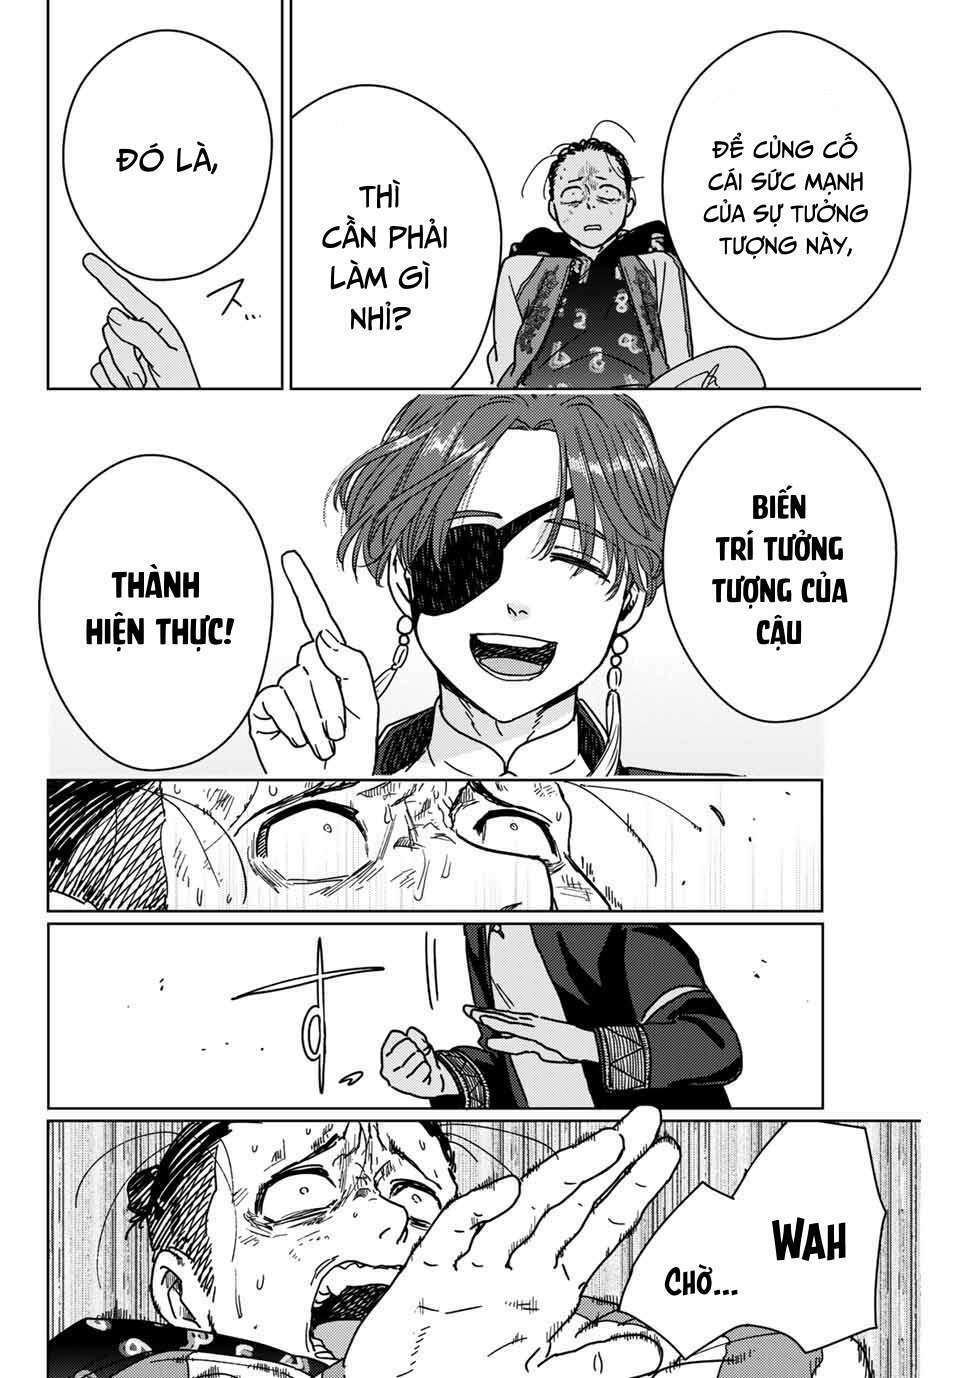 ĐỂ CỦNG CỐ
CÁI SỨC MẠNH
CỦA SỰ TƯỞNG
TƯỢNG NÀY,
THÌ
CẦN PHẢI
LÀM GÌ
NHỈ?
ĐÓ LÀ,
BIẾN
TRÍ TƯỞNG
TƯỢNG CỦA
CẬU
THÀNH
HIỆN THỰC!
WAH
CHỜ...